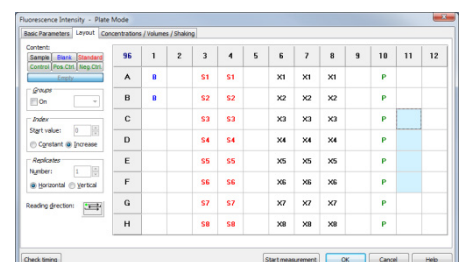 Fluorescence Intensity - Plate Mode
Basic Parameters Layout Concentrations / Volumes / Shaking
Content:
Sample Blank Standard
Control Pos.Ctrl Neg.Ctrl
Empty
Groups
On
Index
Start value: 0
Constant Increase
Replicates
Number: 1
Horizontal Vertical
Reading direction:
96 1 2 3 4 5 6 7 8 9 10 11 12
A B S1 S1 X1 X1 X1 P
B B S2 S2 X2 X2 X2 P
C S3 S3 X3 X3 X3 P
D S4 S4 X4 X4 X4 P
E S5 S5 X5 X5 X5 P
F S6 S6 X6 X6 X6 P
G S7 S7 X7 X7 X7 P
H S8 S8 X8 X8 X8 P
Check timing Start measurement OK Cancel Help